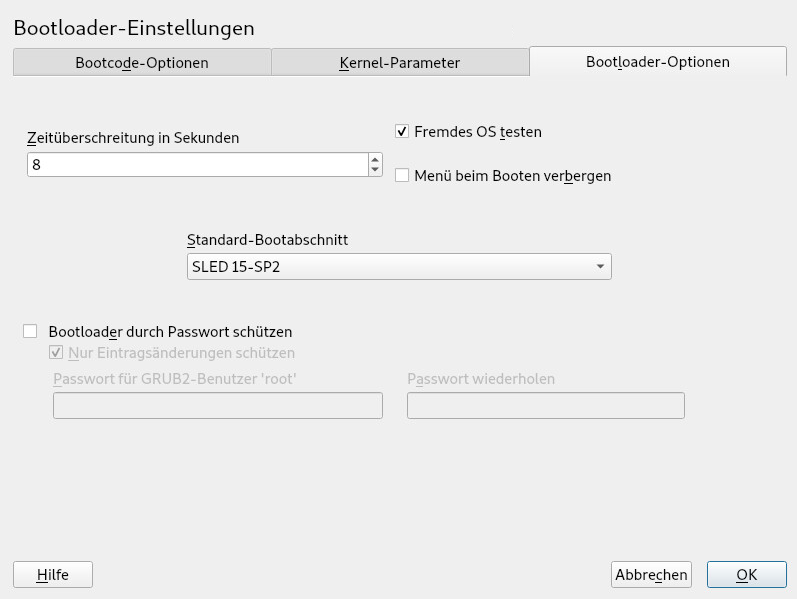 Bootloader-Einstellungen
Bootcode-Optionen
Kernel-Parameter
Bootloader-Optionen
Zeitüberschreitung in Sekunden
8
Fremdes OS testen
Menü beim Booten verbergen
Standard-Bootabschnitt
SLED 15-SP2
Bootloader durch Passwort schützen
Nur Eintragsänderungen schützen
Passwort für GRUB2-Benutzer 'root'
Passwort wiederholen
Hilfe
Abbrechen
OK